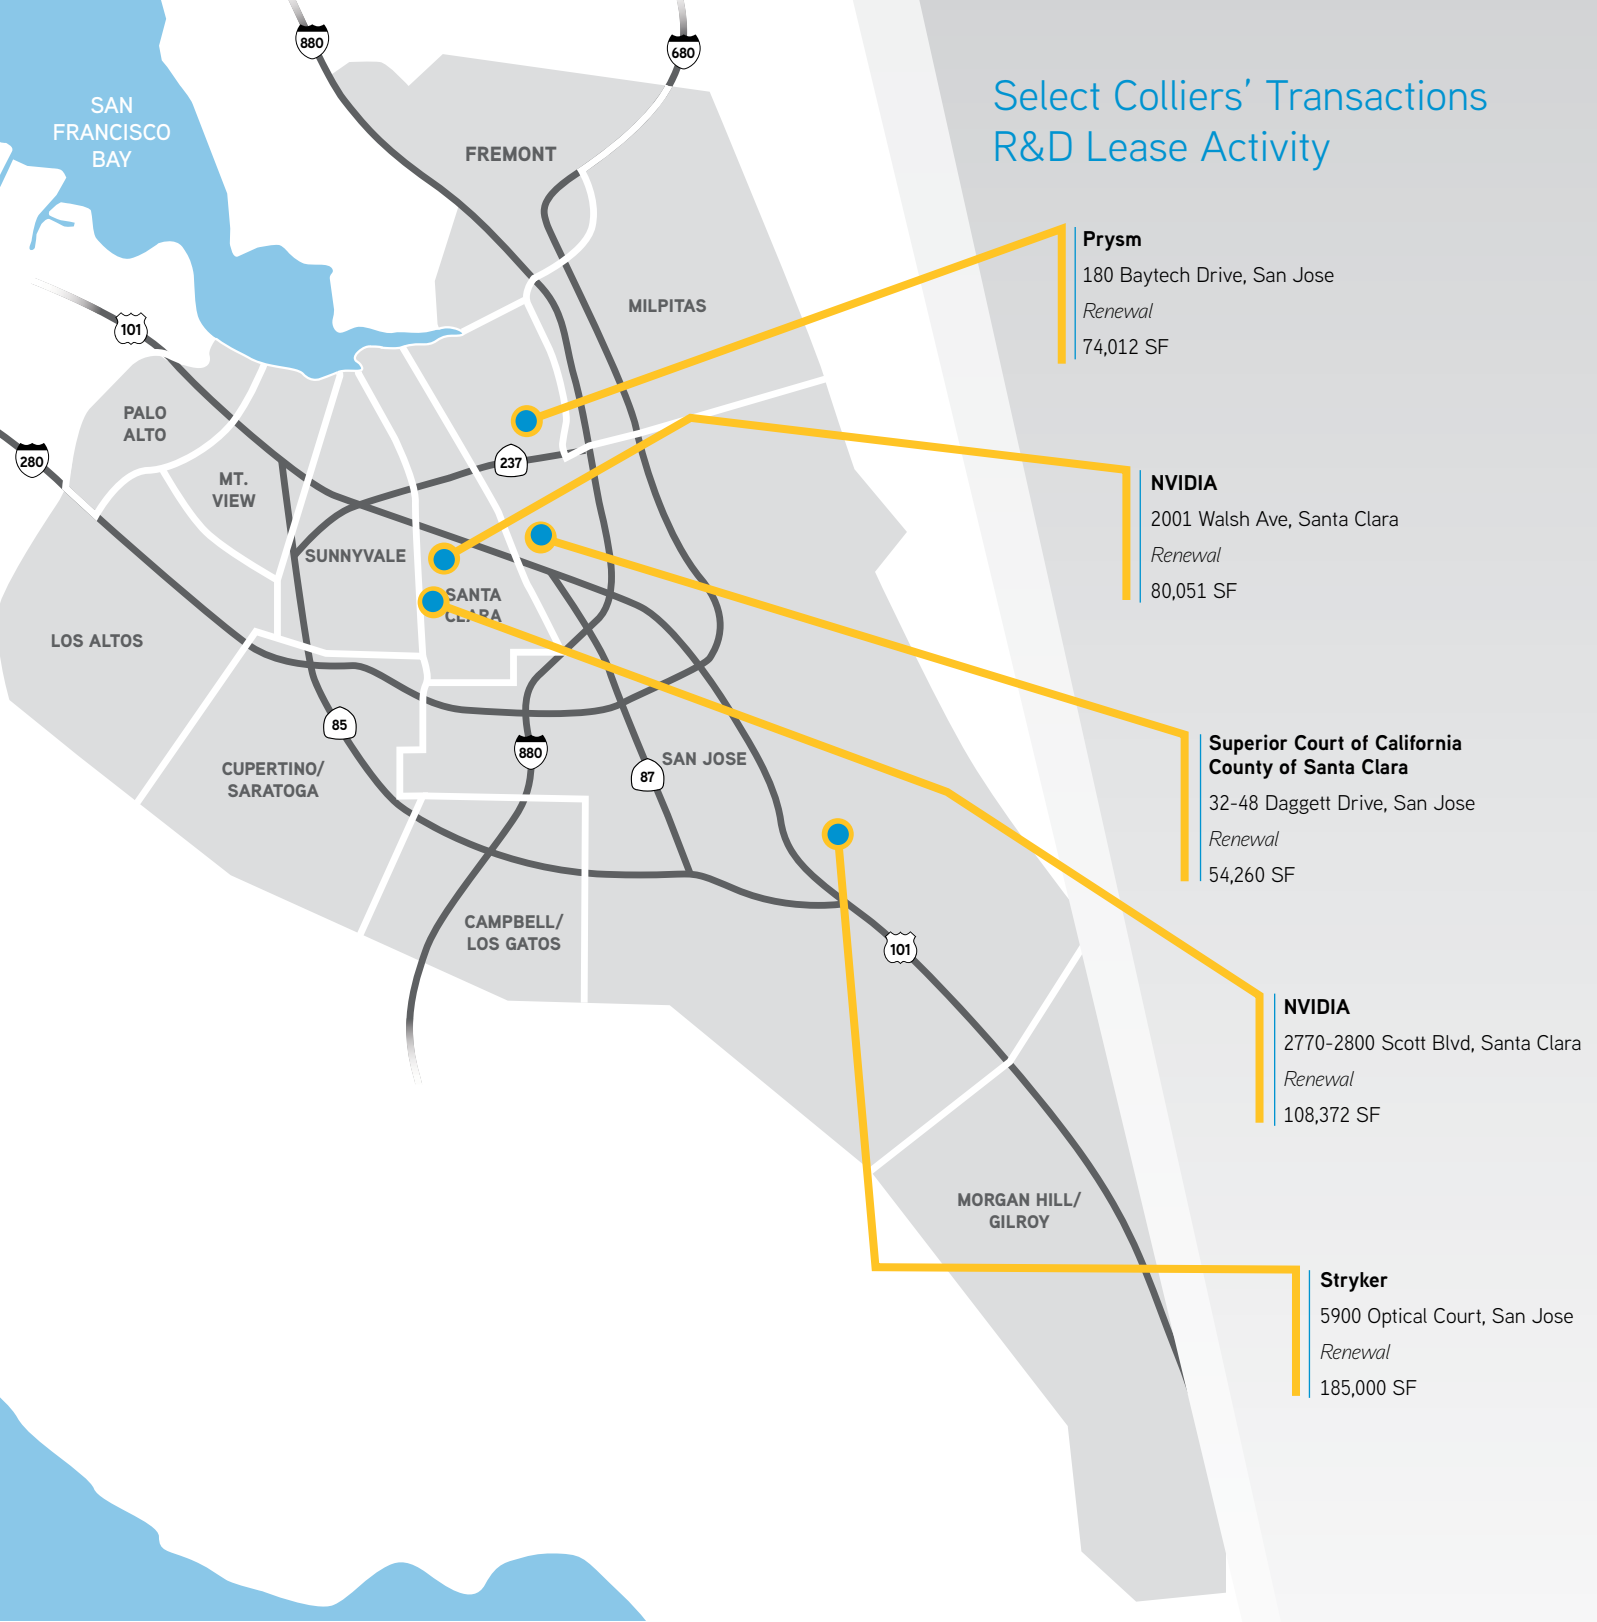 880
680
SAN
FRANCISCO
BAY
FREMONT
MILPITAS
101
PALO
ALTO
280
237
MT.
VIEW
SUNNYVALE
SANTA
CLARA
LOS ALTOS
85
880
87
SAN JOSE
CUPERTINO/
SARATOGA
CAMPBELL/
LOS GATOS
101
MORGAN HILL/
GILROY
Select Colliers’ Transactions
R&D Lease Activity
Prysm
180 Baytech Drive, San Jose
Renewal
74,012 SF
NVIDIA
2001 Walsh Ave, Santa Clara
Renewal
80,051 SF
Superior Court of California
County of Santa Clara
32-48 Daggett Drive, San Jose
Renewal
54,260 SF
NVIDIA
2770-2800 Scott Blvd, Santa Clara
Renewal
108,372 SF
Stryker
5900 Optical Court, San Jose
Renewal
185,000 SF